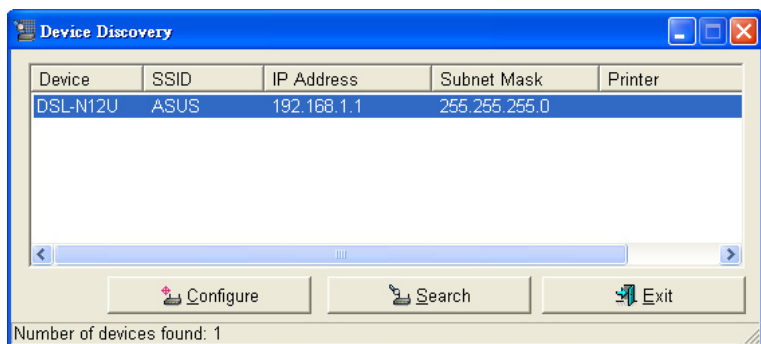 Device Discovery
Device SSID IP Address Subnet Mask Printer
DSL-N12U ASUS 192.168.1.1 255.255.255.0
Configure Search Exit
Number of devices found: 1